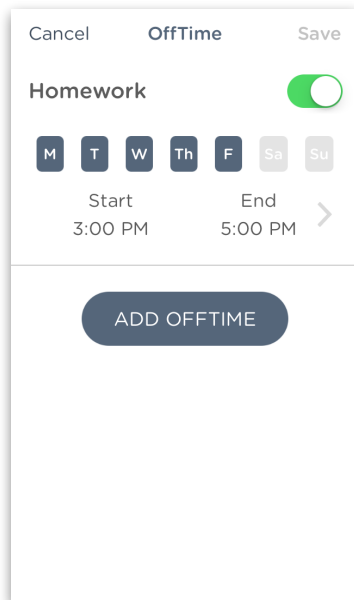 Cancel OffTime Save
Homework
M T W Th F Sa Su
Start End
3:00 PM 5:00 PM
ADD OFFTIME